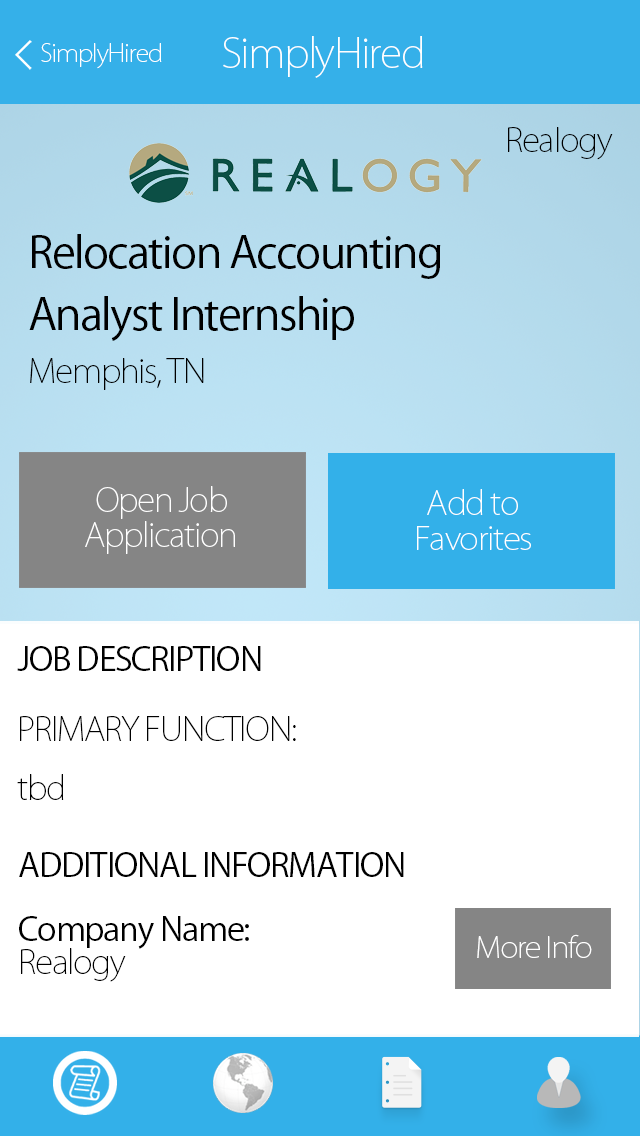 SimplyHired
SimplyHired
Realogy
REALOGY
Relocation Accounting
Analyst Internship
Memphis, TN
Open Job
Application
Add to
Favorites
JOB DESCRIPTION
PRIMARY FUNCTION:
tbd
ADDITIONAL INFORMATION
Company Name:
Realogy
More Info